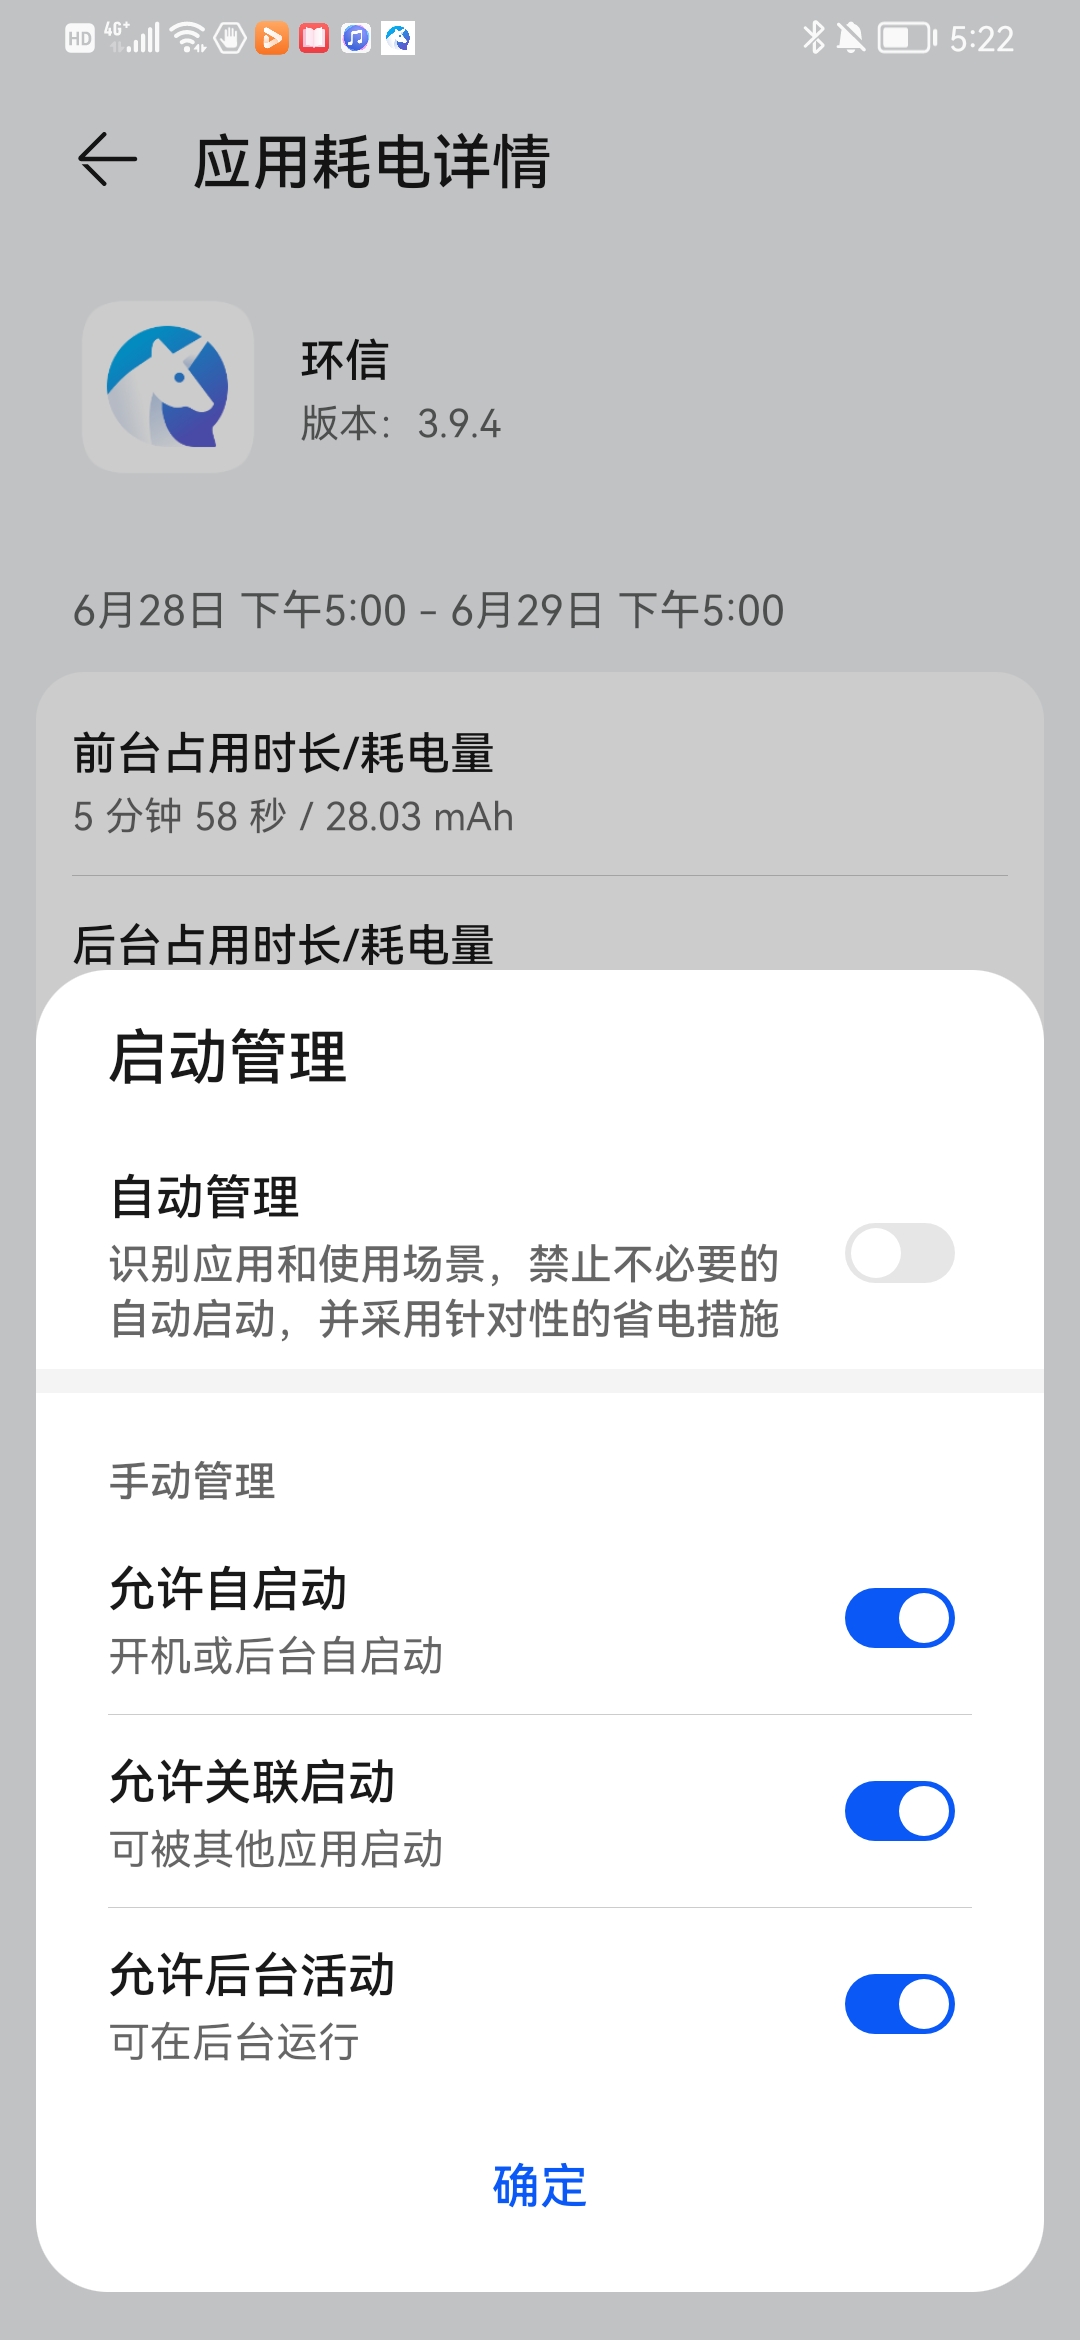 HD 4G+ 5:22
应用耗电详情
环信
版本：3.9.4
6月28日 下午5:00 – 6月29日 下午5:00
前台占用时长/耗电量
5 分钟 58 秒 / 28.03 mAh
后台占用时长/耗电量
启动管理
自动管理
识别应用和使用场景，禁止不必要的
自动启动，并采用针对性的省电措施
手动管理
允许自启动
开机或后台自启动
允许关联启动
可被其他应用启动
允许后台活动
可在后台运行
确定